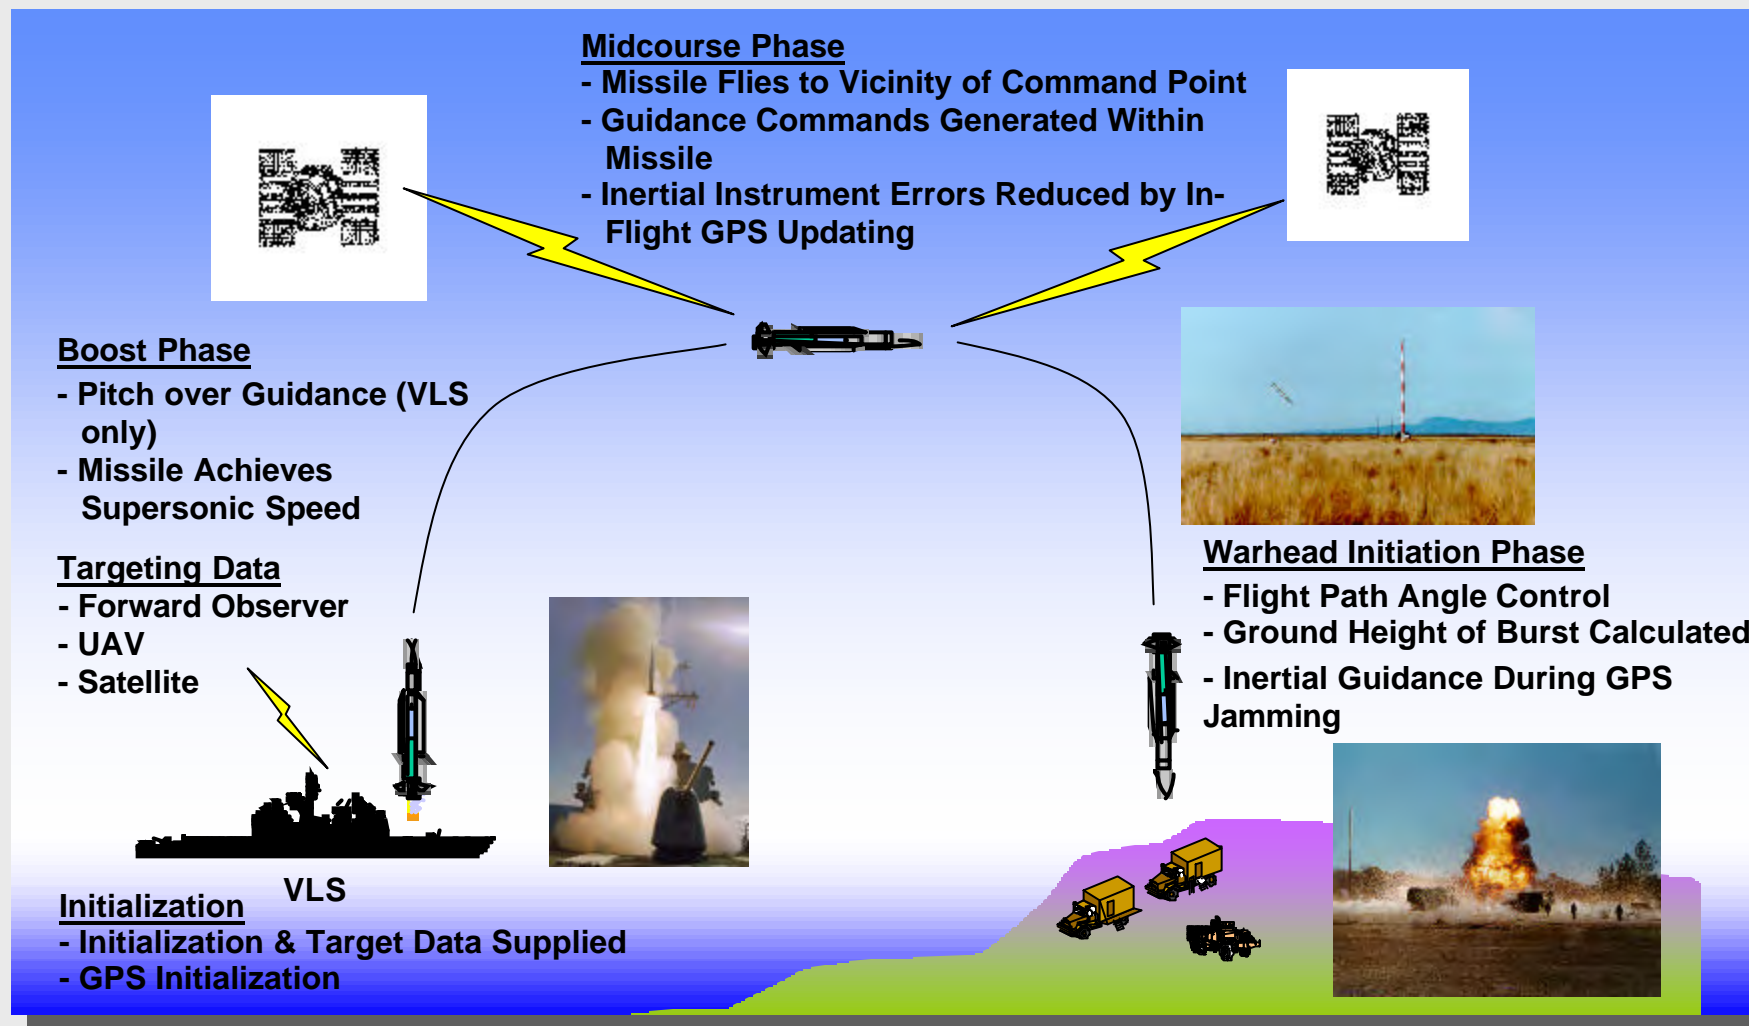 Midcourse Phase
- Missile Flies to Vicinity of Command Point
- Guidance Commands Generated Within
Missile
- Inertial Instrument Errors Reduced by In-
Flight GPS Updating
Boost Phase
- Pitch over Guidance (VLS
only)
- Missile Achieves
Supersonic Speed
Targeting Data
- Forward Observer
- UAV
- Satellite
VLS
Initialization
- Initialization & Target Data Supplied
- GPS Initialization
Warhead Initiation Phase
- Flight Path Angle Control
- Ground Height of Burst Calculated
- Inertial Guidance During GPS
Jamming